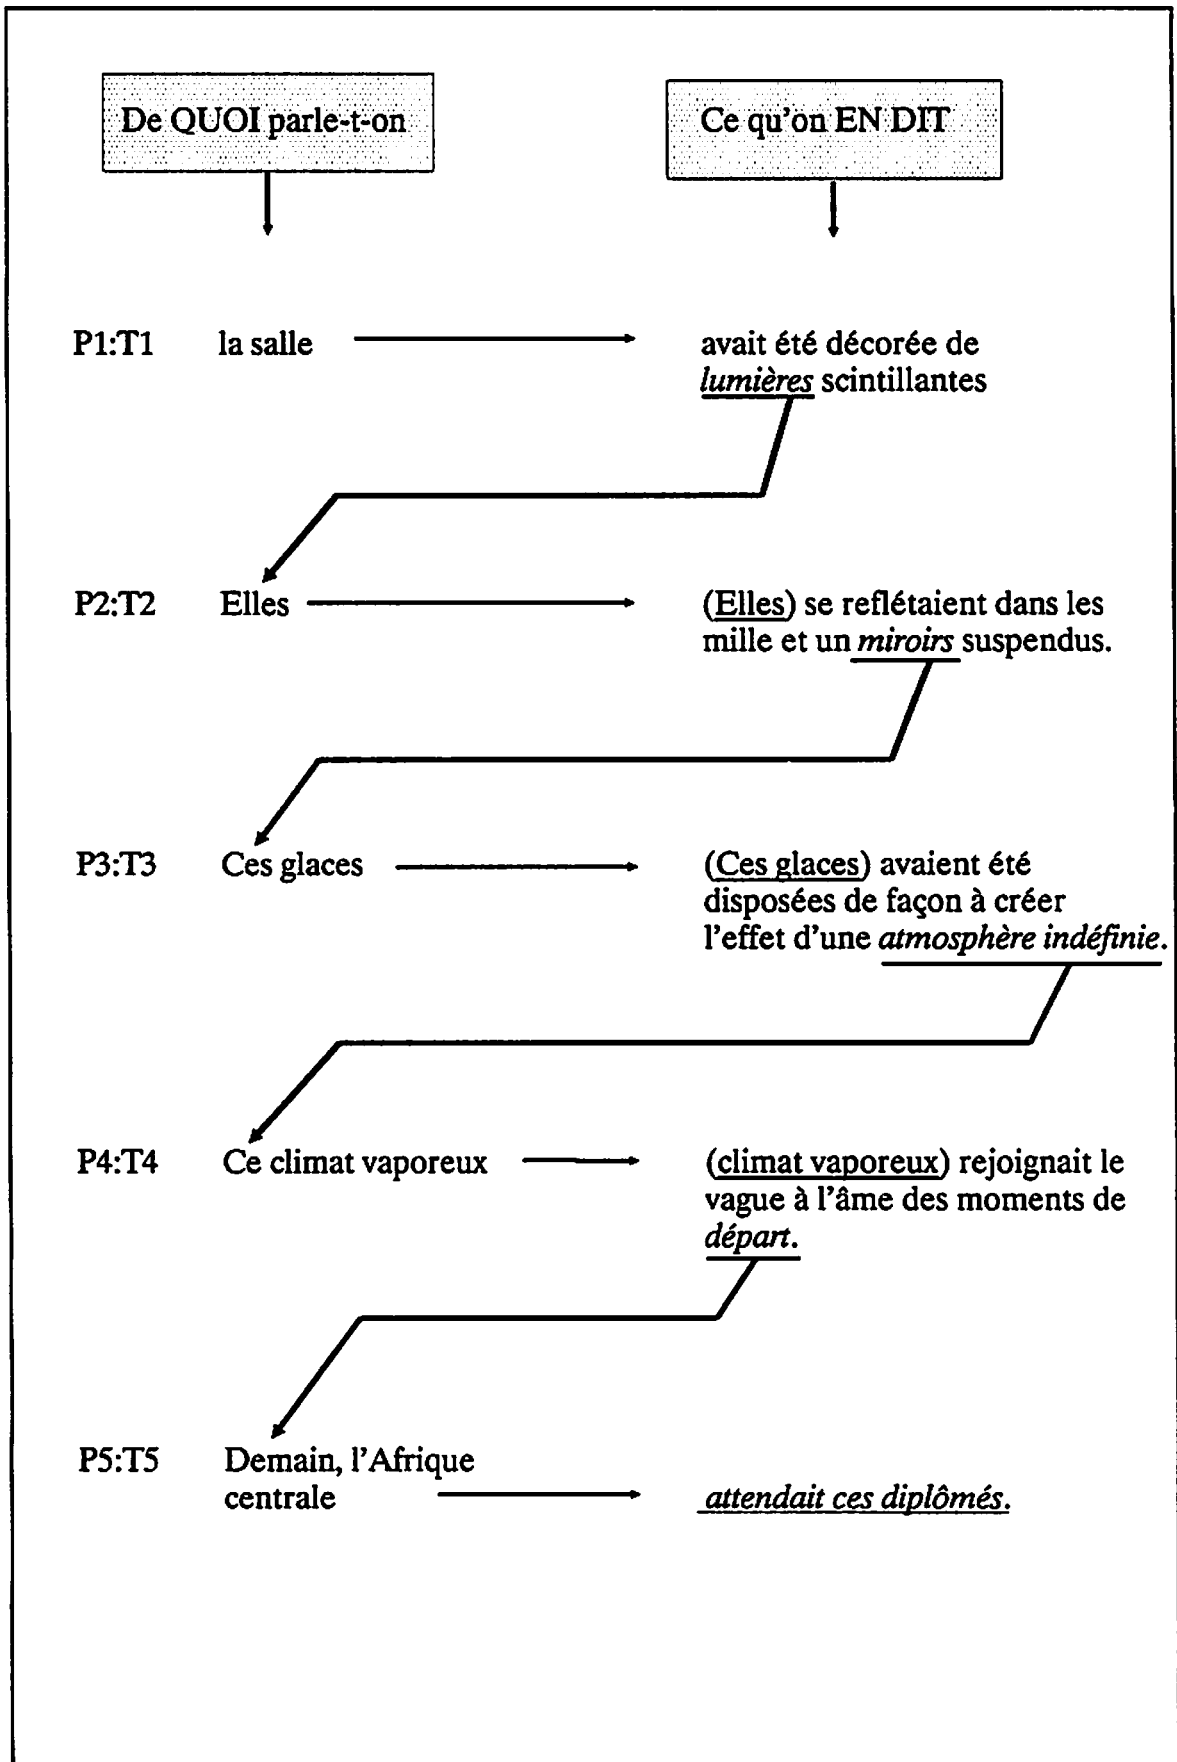 De QUOI parle-t-on
Ce qu'on EN DIT
P1:T1 la salle avait été décorée de
lumières scintillantes
P2:T2 Elles (Elles) se reflétaient dans les
mille et un miroirs suspendus.
P3:T3 Ces glaces (Ces glaces) avaient été
disposées de façon à créer
l'effet d'une atmosphère indéfinie.
P4:T4 Ce climat vaporeux (climat vaporeux) rejoignait le
vague à l'âme des moments de
départ.
P5:T5 Demain, l'Afrique
centrale attendait ces diplômés.